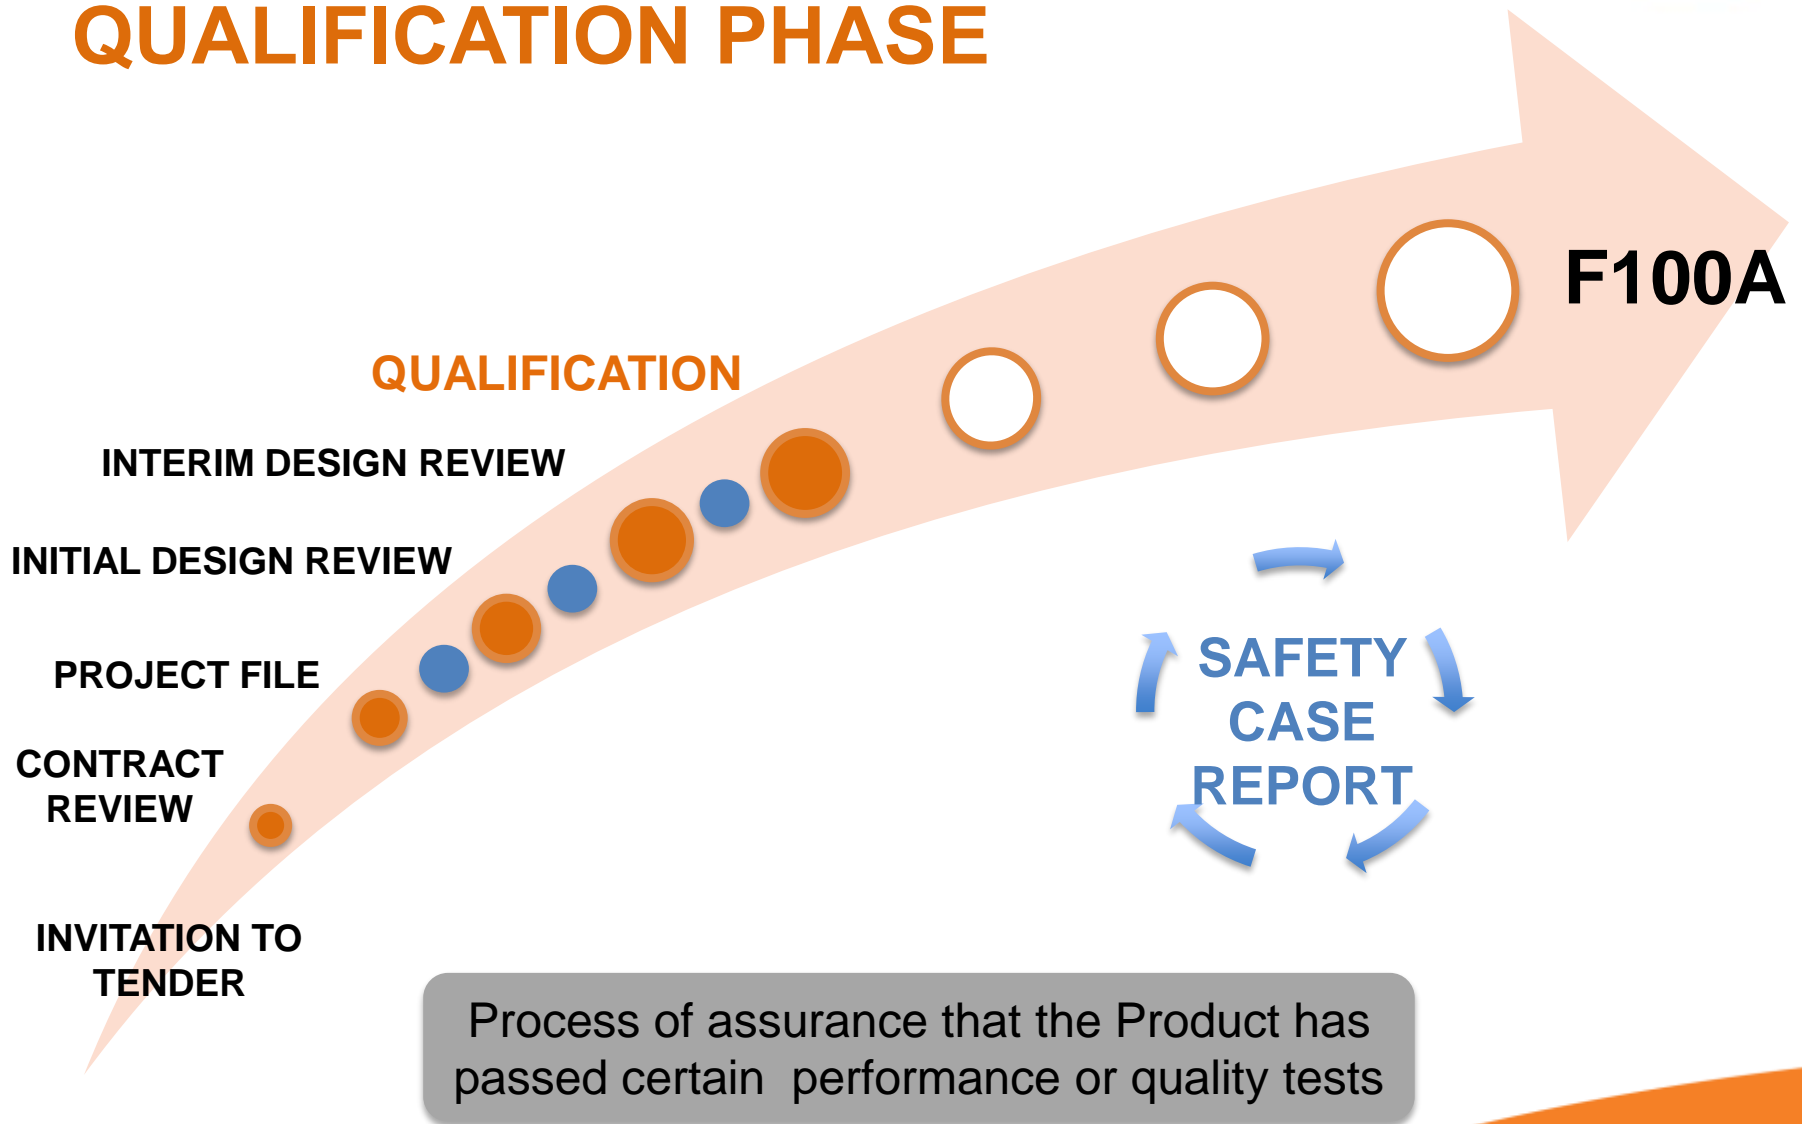 QUALIFICATION PHASE
F100A
QUALIFICATION
INTERIM DESIGN REVIEW
INITIAL DESIGN REVIEW
PROJECT FILE
CONTRACT
REVIEW
INVITATION TO
TENDER
SAFETY
CASE
REPORT
Process of assurance that the Product has
passed certain  performance or quality tests